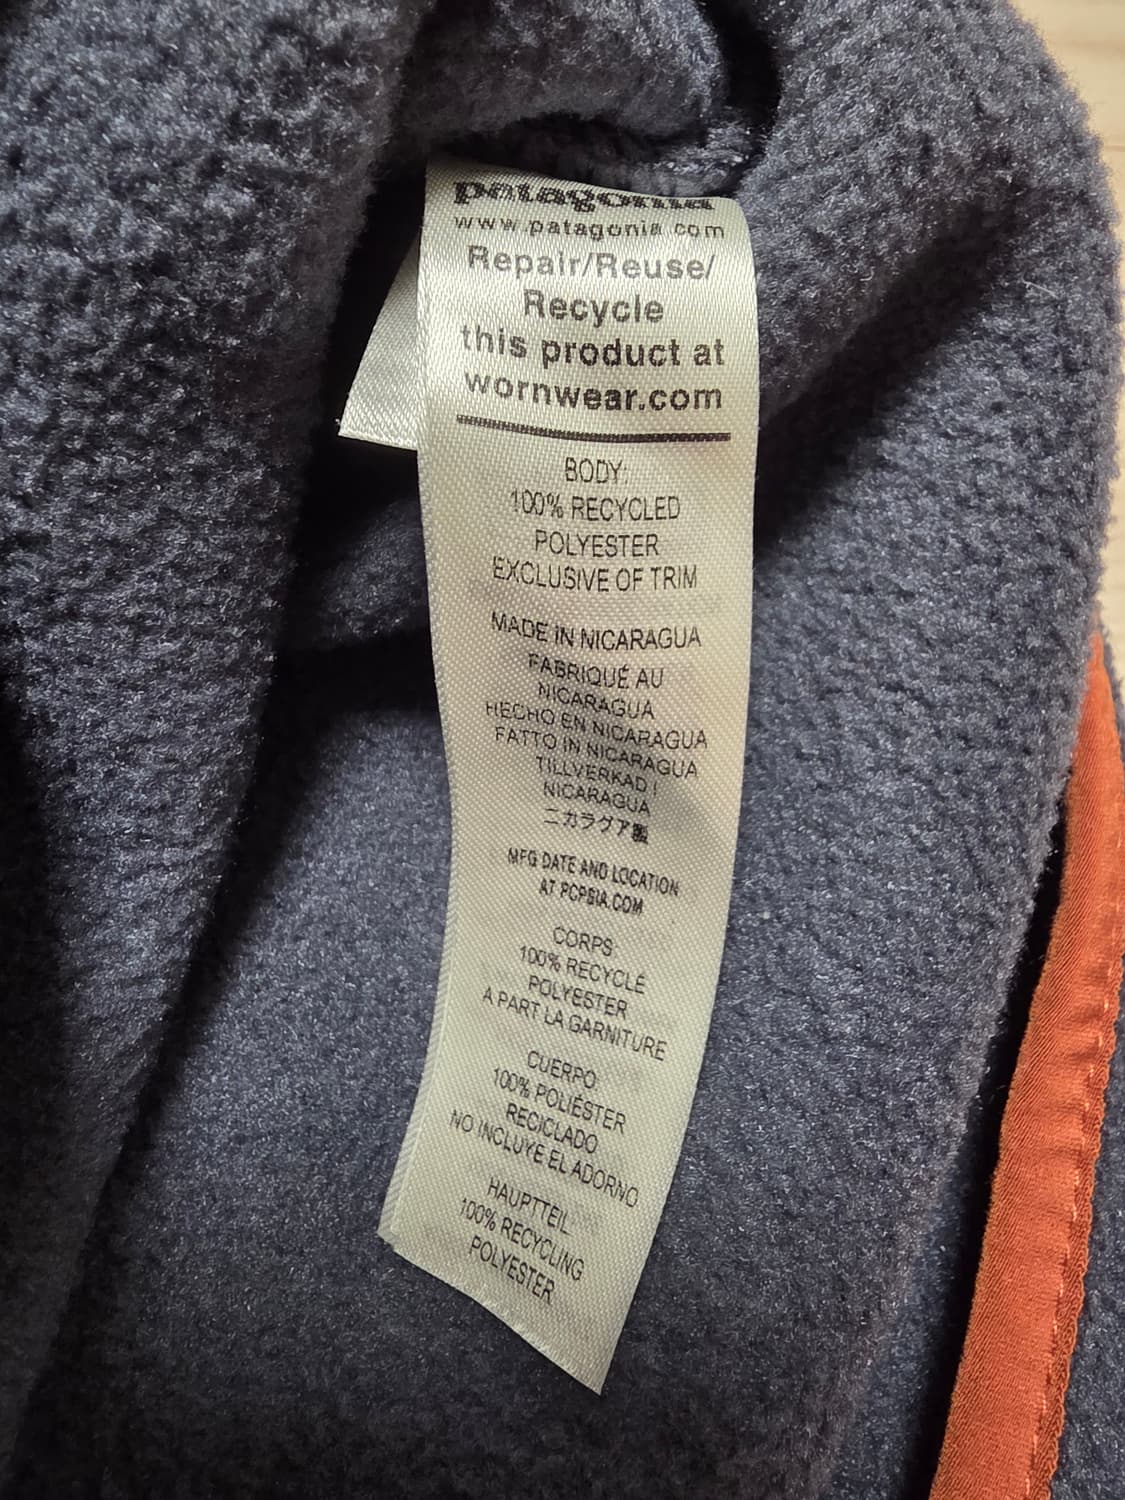 patagonia
www.patagonia.com
Repair/Reuse/
Recycle
this product at
wornwear.com
BODY:
100% RECYCLED
POLYESTER
EXCLUSIVE OF TRIM
MADE IN NICARAGUA
FABRIQUÉ AU
NICARAGUA
HECHO EN NICARAGUA
FATTO IN NICARAGUA
TILLVERKAD I
NICARAGUA
ニカラグア製
MFG DATE AND LOCATION
AT PCPSIA.COM
CORPS:
100% RECYCLÉ
POLYESTER
A PART LA GARNITURE
CUERPO:
100% POLIÉSTER
RECICLADO
NO INCLUYE EL ADORNO
HAUPTTEIL:
100% RECYCLING
POLYESTER